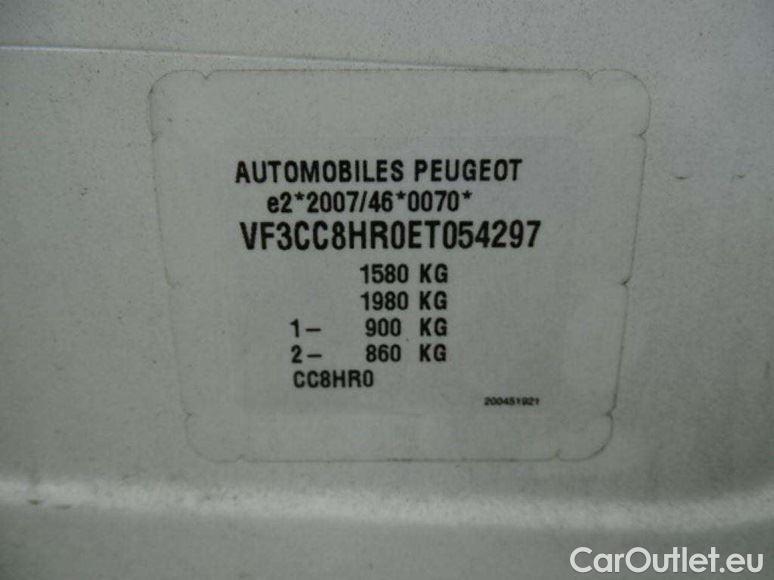 AUTOMOBILES PEUGEOT
e2*2007/46*0070*
VF3CC8HR0ET054297
1580 KG
1980 KG
1- 900 KG
2- 860 KG
CC8HR0
200451921
CarOutlet.eu